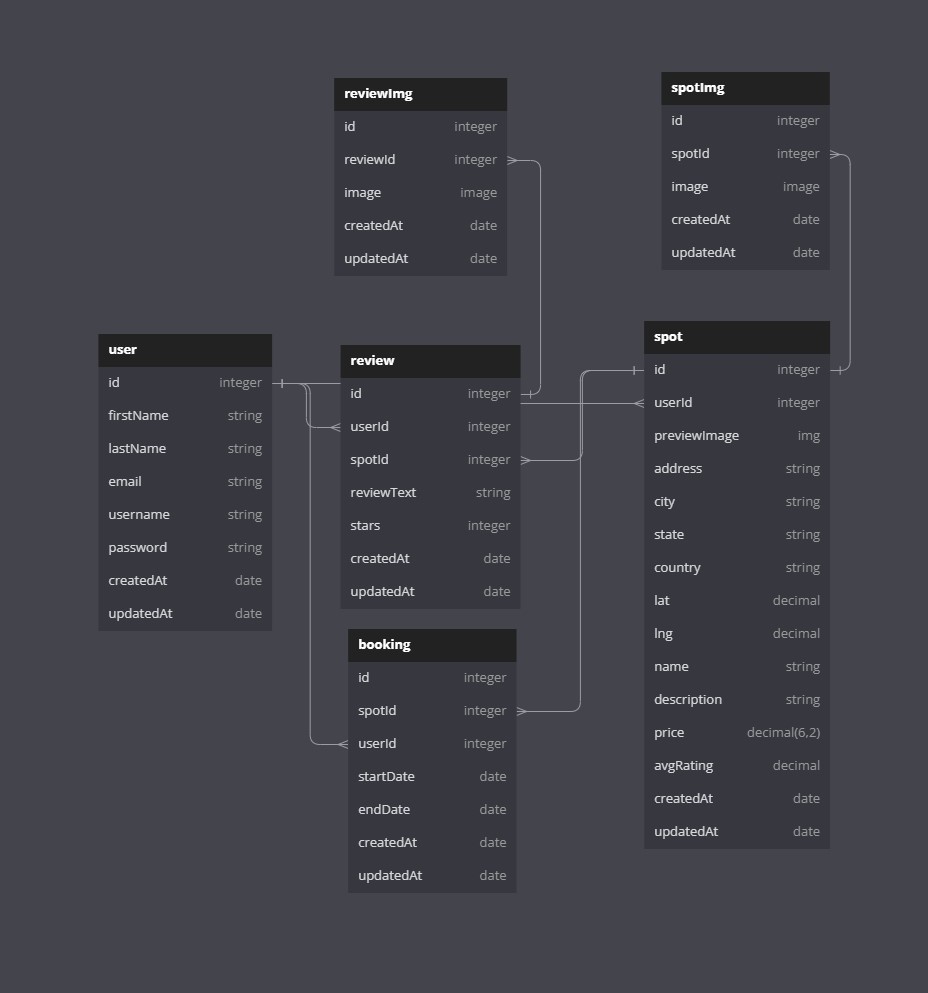 reviewImg
id integer
reviewId integer
image image
createdAt date
updatedAt date
spotImg
id integer
spotId integer
image image
createdAt date
updatedAt date
user
id integer
firstName string
lastName string
email string
username string
password string
createdAt date
updatedAt date
review
id integer
userId integer
spotId integer
reviewText string
stars integer
createdAt date
updatedAt date
spot
id integer
userId integer
previewImage img
address string
city string
state string
country string
lat decimal
lng decimal
name string
description string
price decimal(6,2)
avgRating decimal
createdAt date
updatedAt date
booking
id integer
spotId integer
userId integer
startDate date
endDate date
createdAt date
updatedAt date